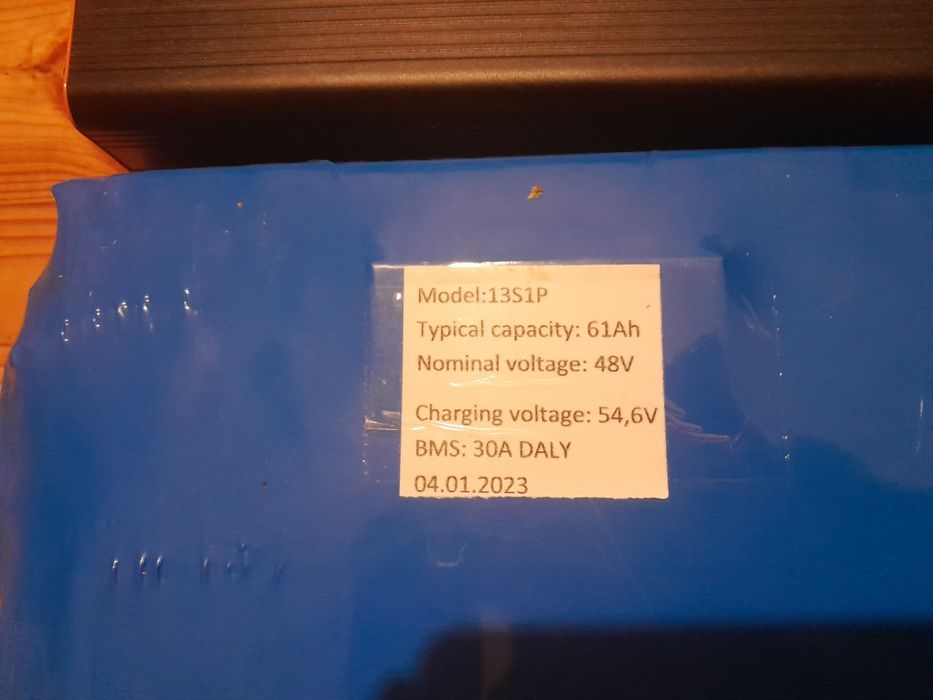 Model:13S1P
Typical capacity: 61Ah
Nominal voltage: 48V
Charging voltage: 54,6V
BMS: 30A DALY
04.01.2023